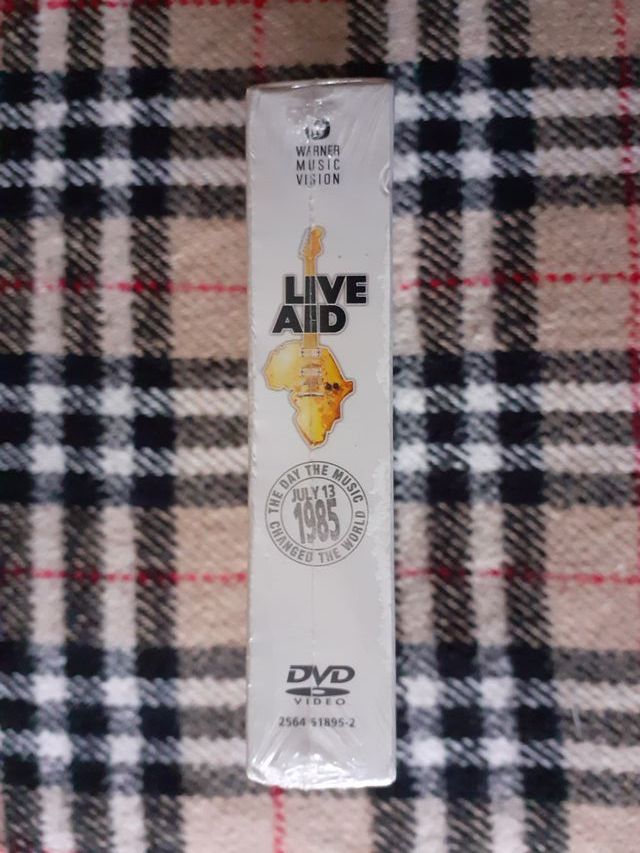 WARNER
MUSIC
VISION
LIVE
AID
THE DAY THE MUSIC
JULY 13
1985
CHANGED THE WORLD
DVD
VIDEO
2564 61895-2